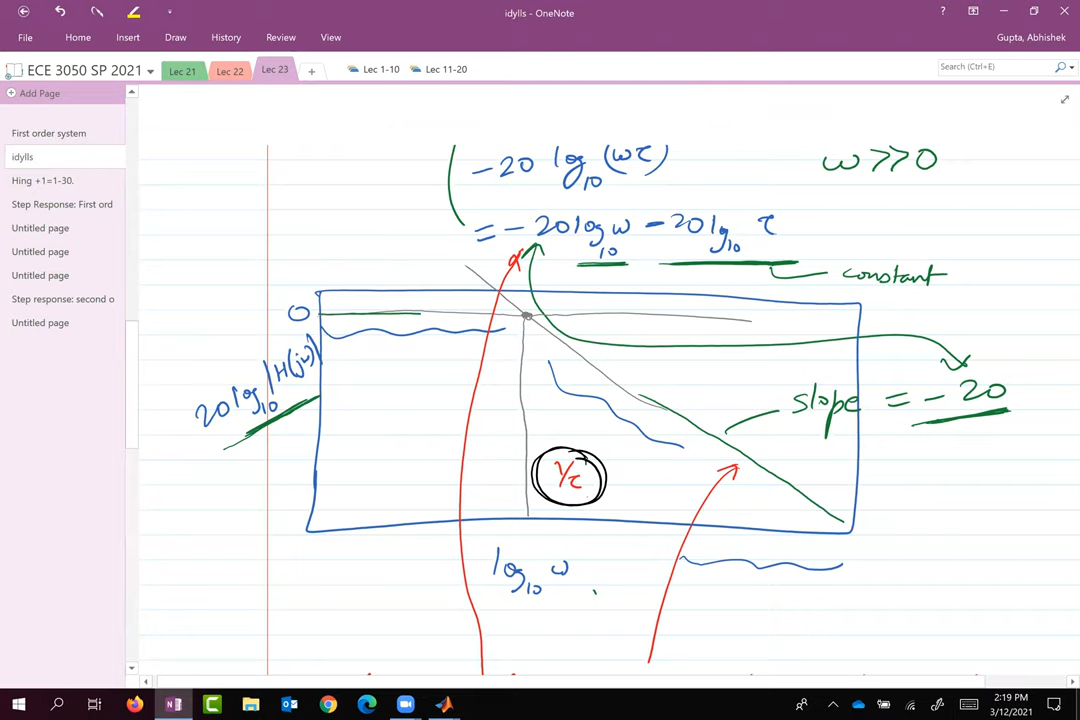 idylls - OneNote
File Home Insert Draw History Review View
Gupta, Abhishek
ECE 3050 SP 2021
Lec 21
Lec 22
Lec 23
Lec 1-10
Lec 11-20
Search (Ctrl+E)
Add Page
First order system
idylls
Hing +1=1-30.
Step Response: First ord
Untitled page
Untitled page
Untitled page
Step response: second o
Untitled page
-20 log₁₀(ωτ)
ω>>0
= -20 log₁₀ω - 20 log₁₀ τ
constant
0
20 log₁₀|H(jω)|
slope = -20
1/τ
log₁₀ ω
2:19 PM
3/12/2021